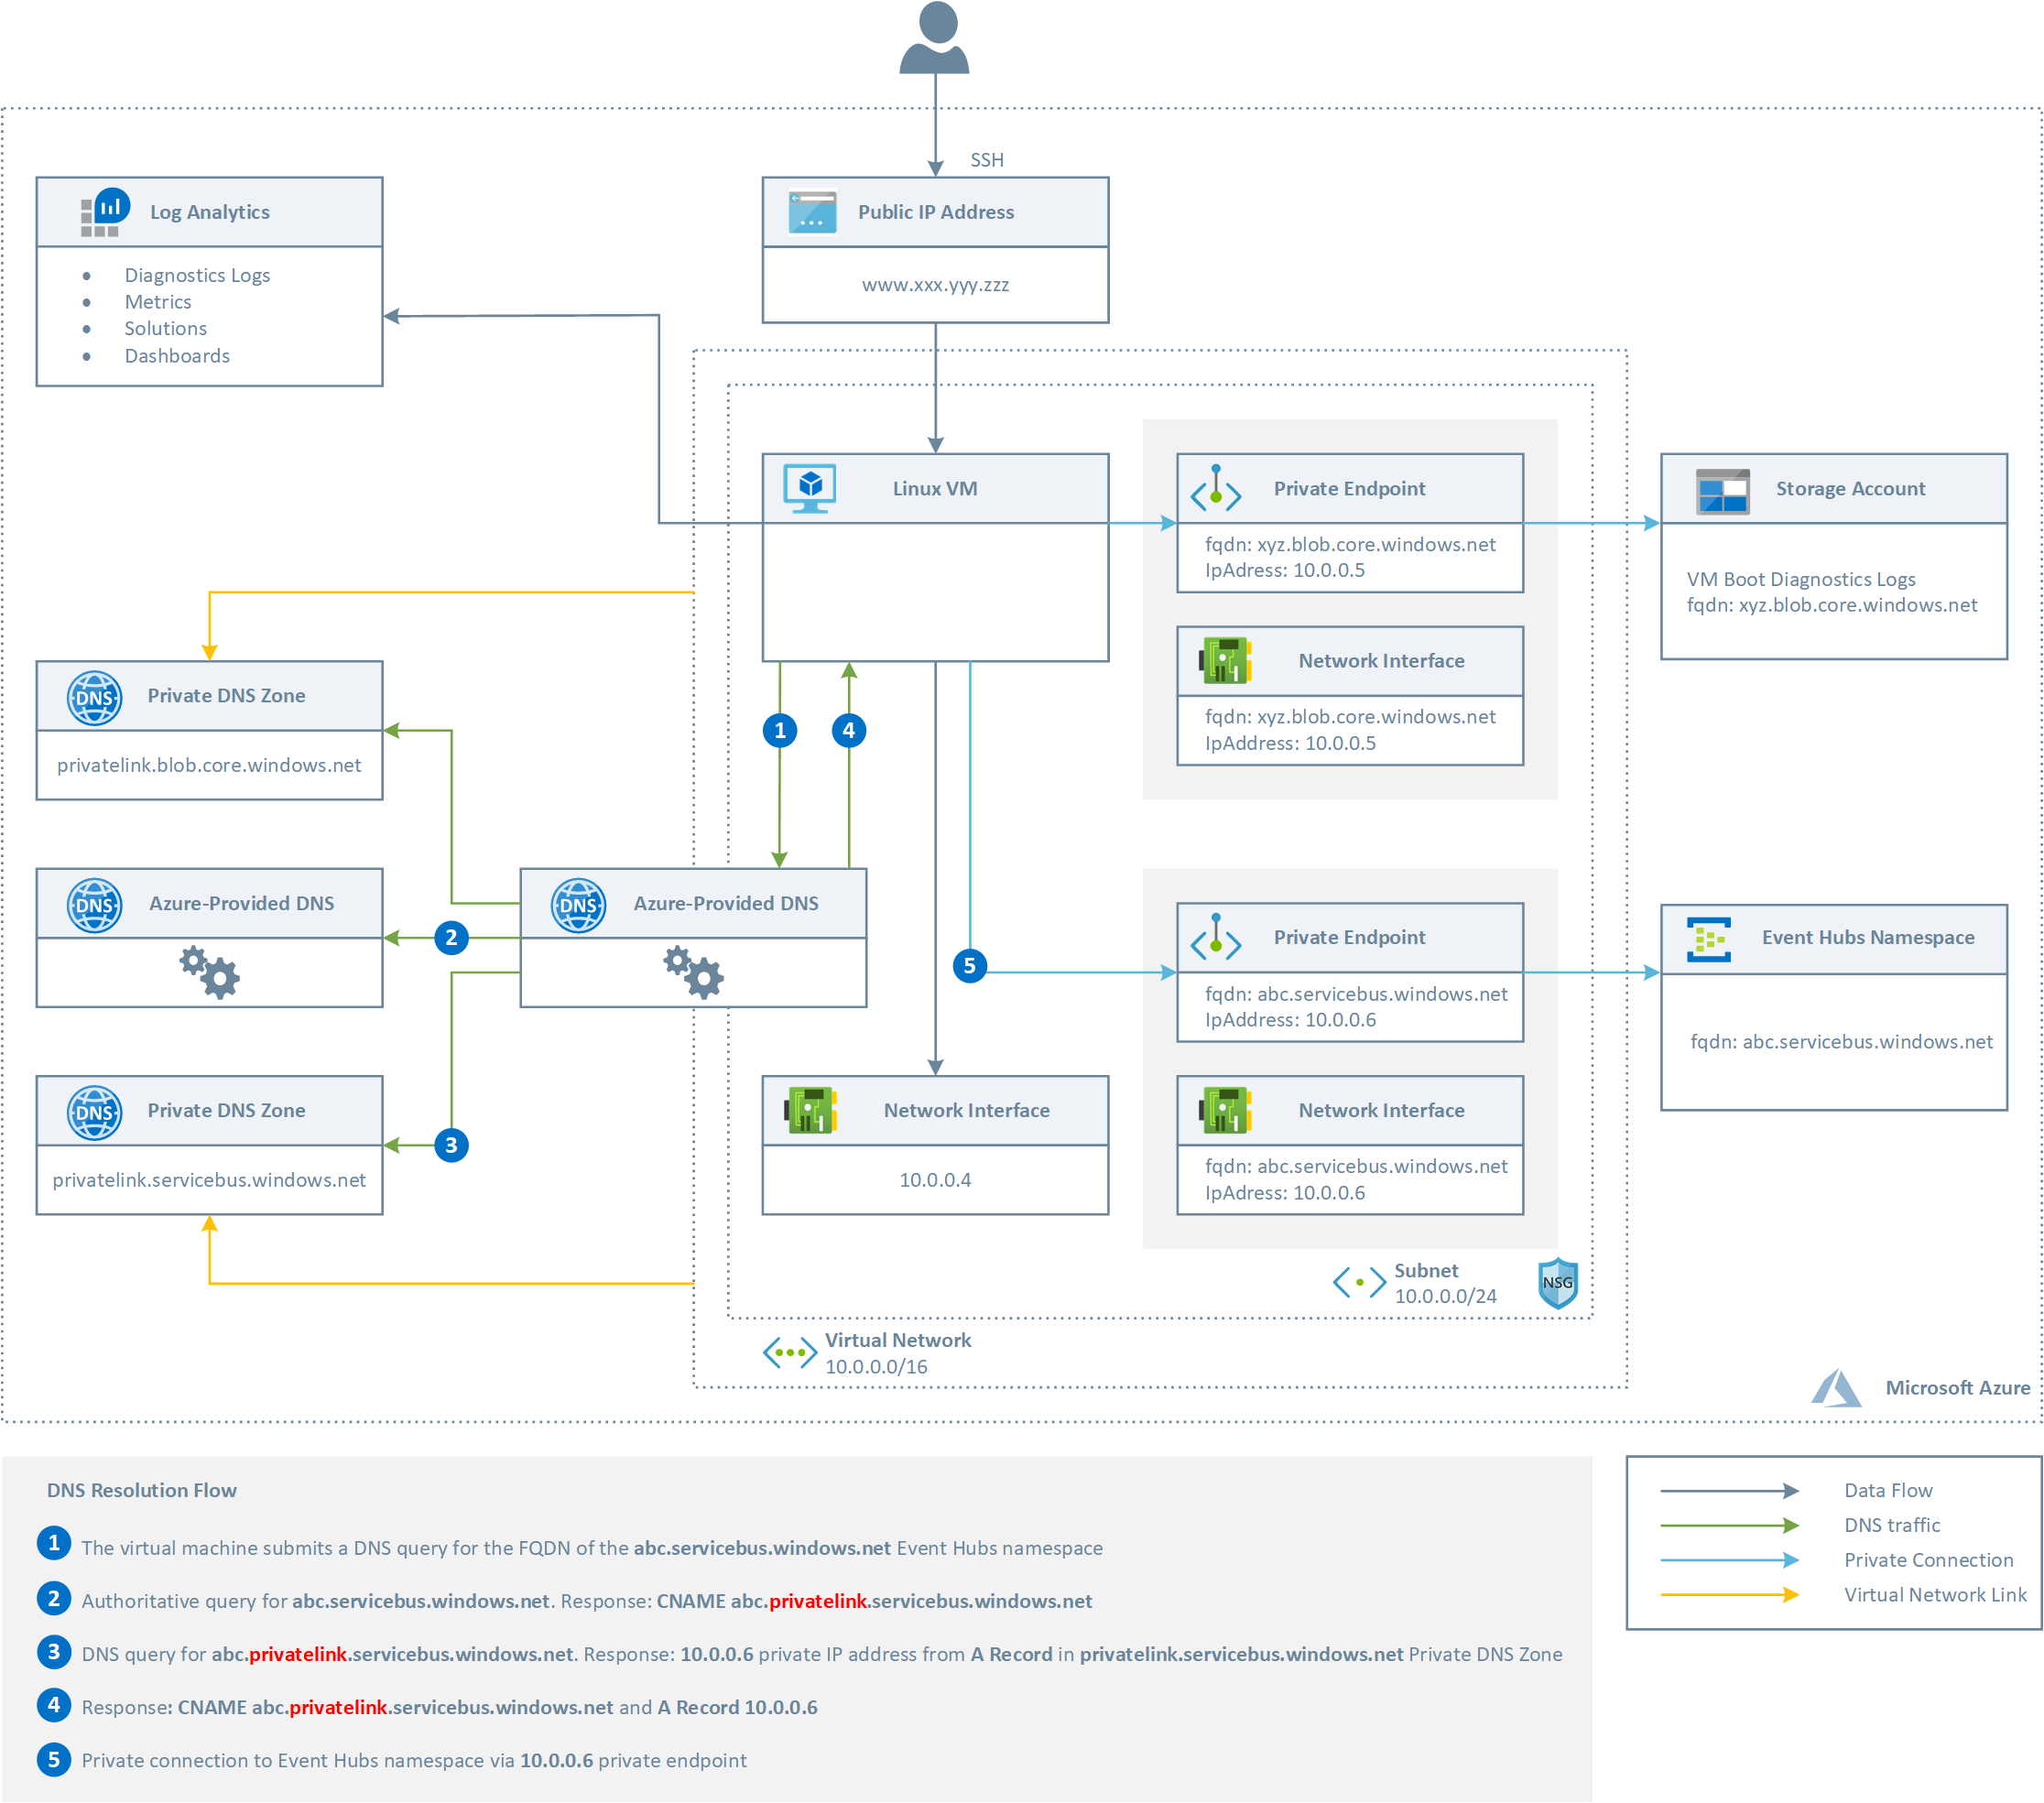 SSH
Log Analytics
• Diagnostics Logs
• Metrics
• Solutions
• Dashboards
Public IP Address
www.xxx.yyy.zzz
Linux VM
Private Endpoint
fqdn: xyz.blob.core.windows.net
IpAdress: 10.0.0.5
Storage Account
VM Boot Diagnostics Logs
fqdn: xyz.blob.core.windows.net
Network Interface
fqdn: xyz.blob.core.windows.net
IpAddress: 10.0.0.5
DNS
Private DNS Zone
privatelink.blob.core.windows.net
1
4
DNS
Azure-Provided DNS
2
DNS
Azure-Provided DNS
5
Private Endpoint
fqdn: abc.servicebus.windows.net
IpAddress: 10.0.0.6
Event Hubs Namespace
fqdn: abc.servicebus.windows.net
DNS
Private DNS Zone
privatelink.servicebus.windows.net
3
Network Interface
10.0.0.4
Network Interface
fqdn: abc.servicebus.windows.net
IpAdress: 10.0.0.6
Subnet
10.0.0.0/24
NSG
Virtual Network
10.0.0.0/16
Microsoft Azure
DNS Resolution Flow
1 The virtual machine submits a DNS query for the FQDN of the abc.servicebus.windows.net Event Hubs namespace
2 Authoritative query for abc.servicebus.windows.net. Response: CNAME abc.privatelink.servicebus.windows.net
3 DNS query for abc.privatelink.servicebus.windows.net. Response: 10.0.0.6 private IP address from A Record in privatelink.servicebus.windows.net Private DNS Zone
4 Response: CNAME abc.privatelink.servicebus.windows.net and A Record 10.0.0.6
5 Private connection to Event Hubs namespace via 10.0.0.6 private endpoint
Data Flow
DNS traffic
Private Connection
Virtual Network Link